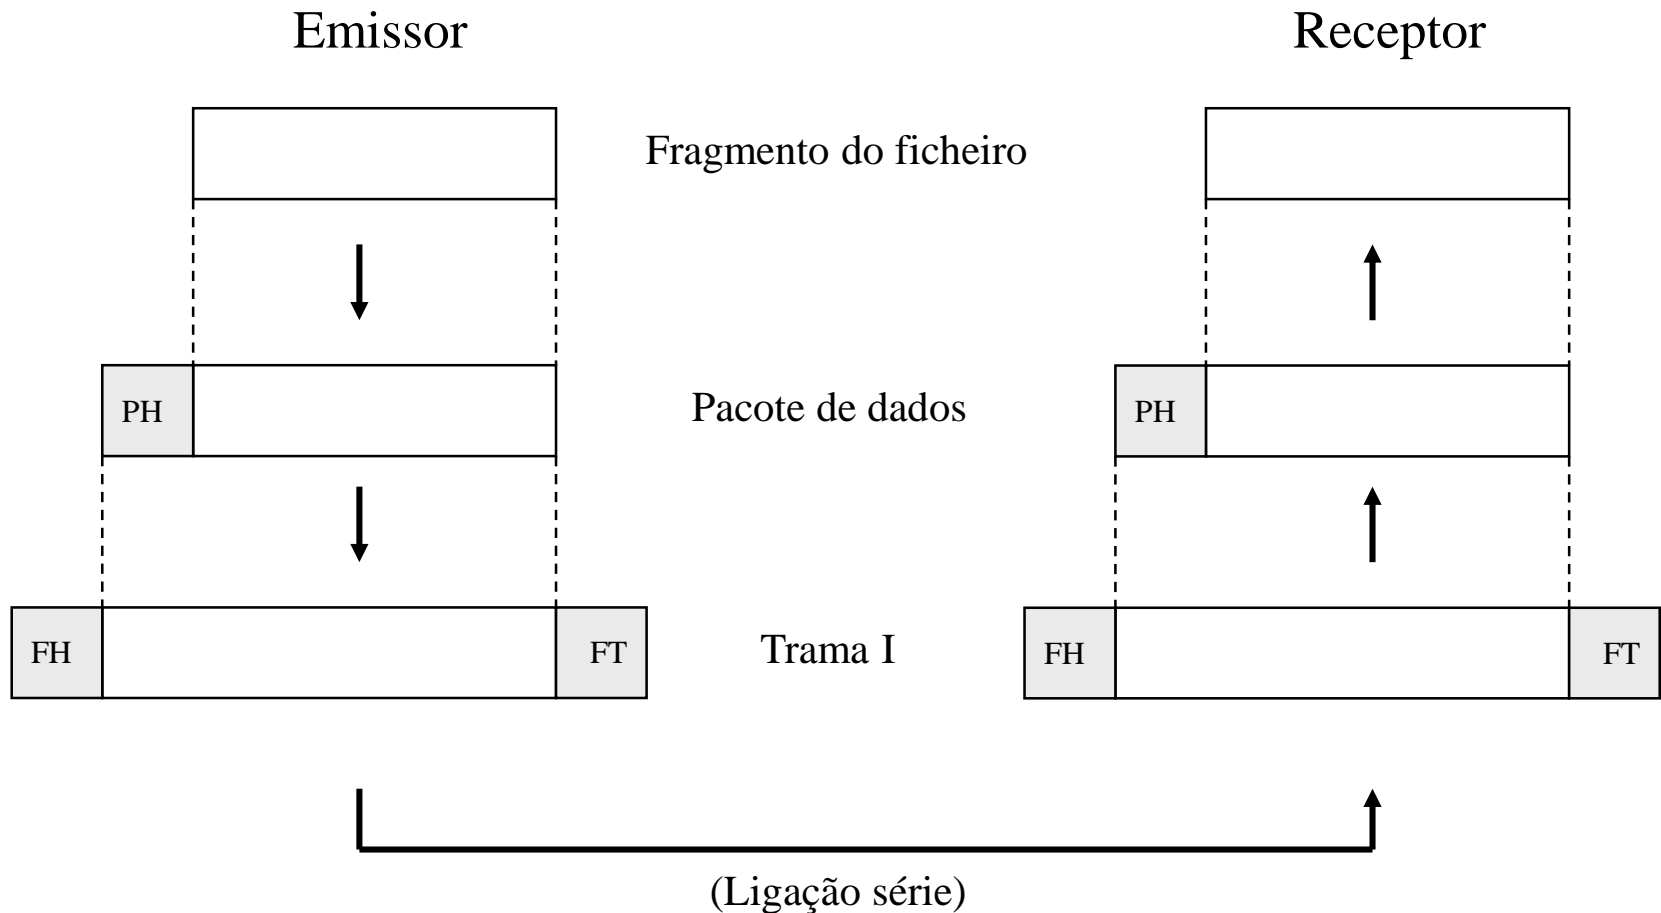 Emissor
Receptor
Fragmento do ficheiro
PH
Pacote de dados
PH
FH
FT
Trama I
FH
FT
(Ligação série)